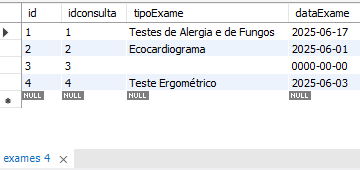 id idconsulta tipoExame dataExame
1 1 Testes de Alergia e de Fungos 2025-06-17
2 2 Ecocardiograma 2025-06-01
3 3 0000-00-00
4 4 Teste Ergométrico 2025-06-03
NULL NULL NULL NULL
exames 4 ×